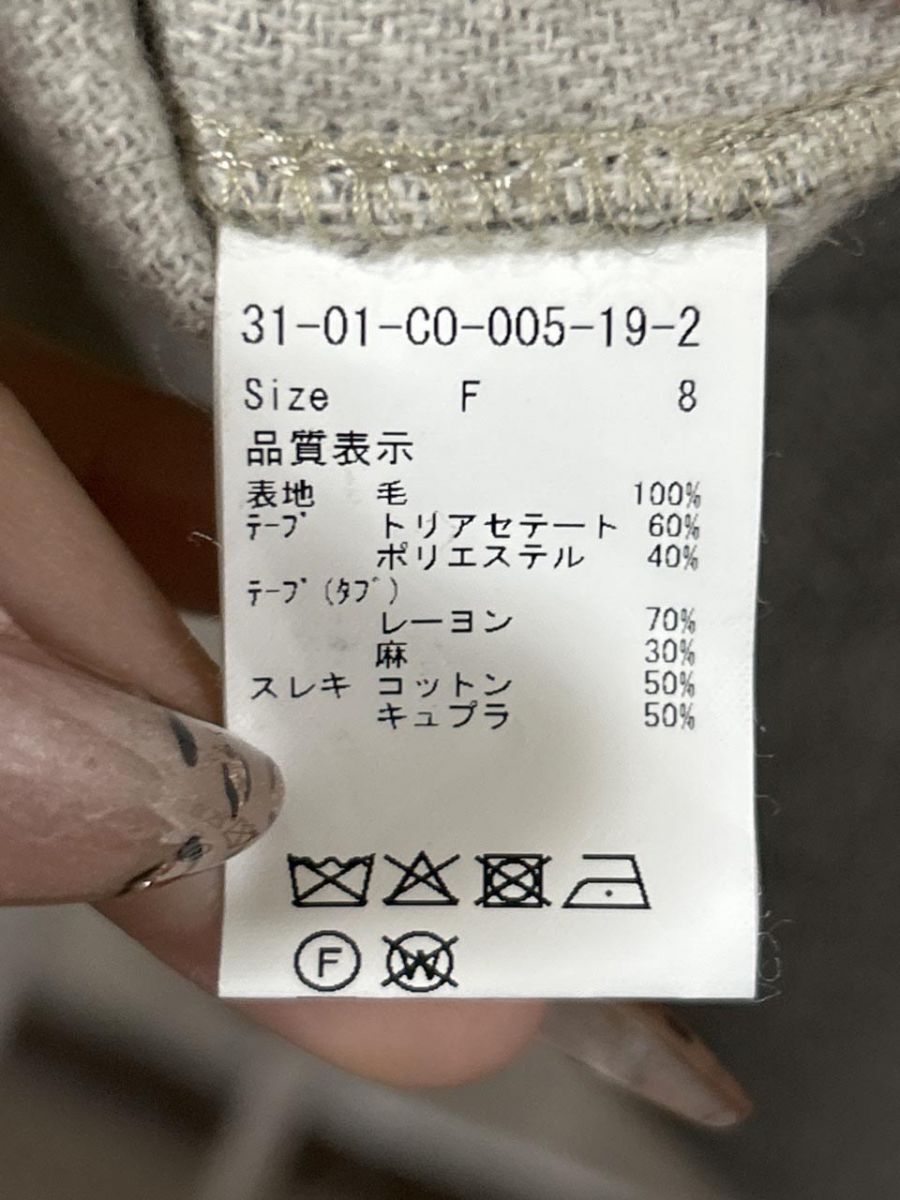 31-01-CO-005-19-2
Size F 8
品質表示
表地 毛 100%
ﾃｰﾌﾟ トリアセテート 60%
ポリエステル 40%
ﾃｰﾌﾟ(ﾀﾌﾞ)
レーヨン 70%
麻 30%
スレキ コットン 50%
キュプラ 50%
F W